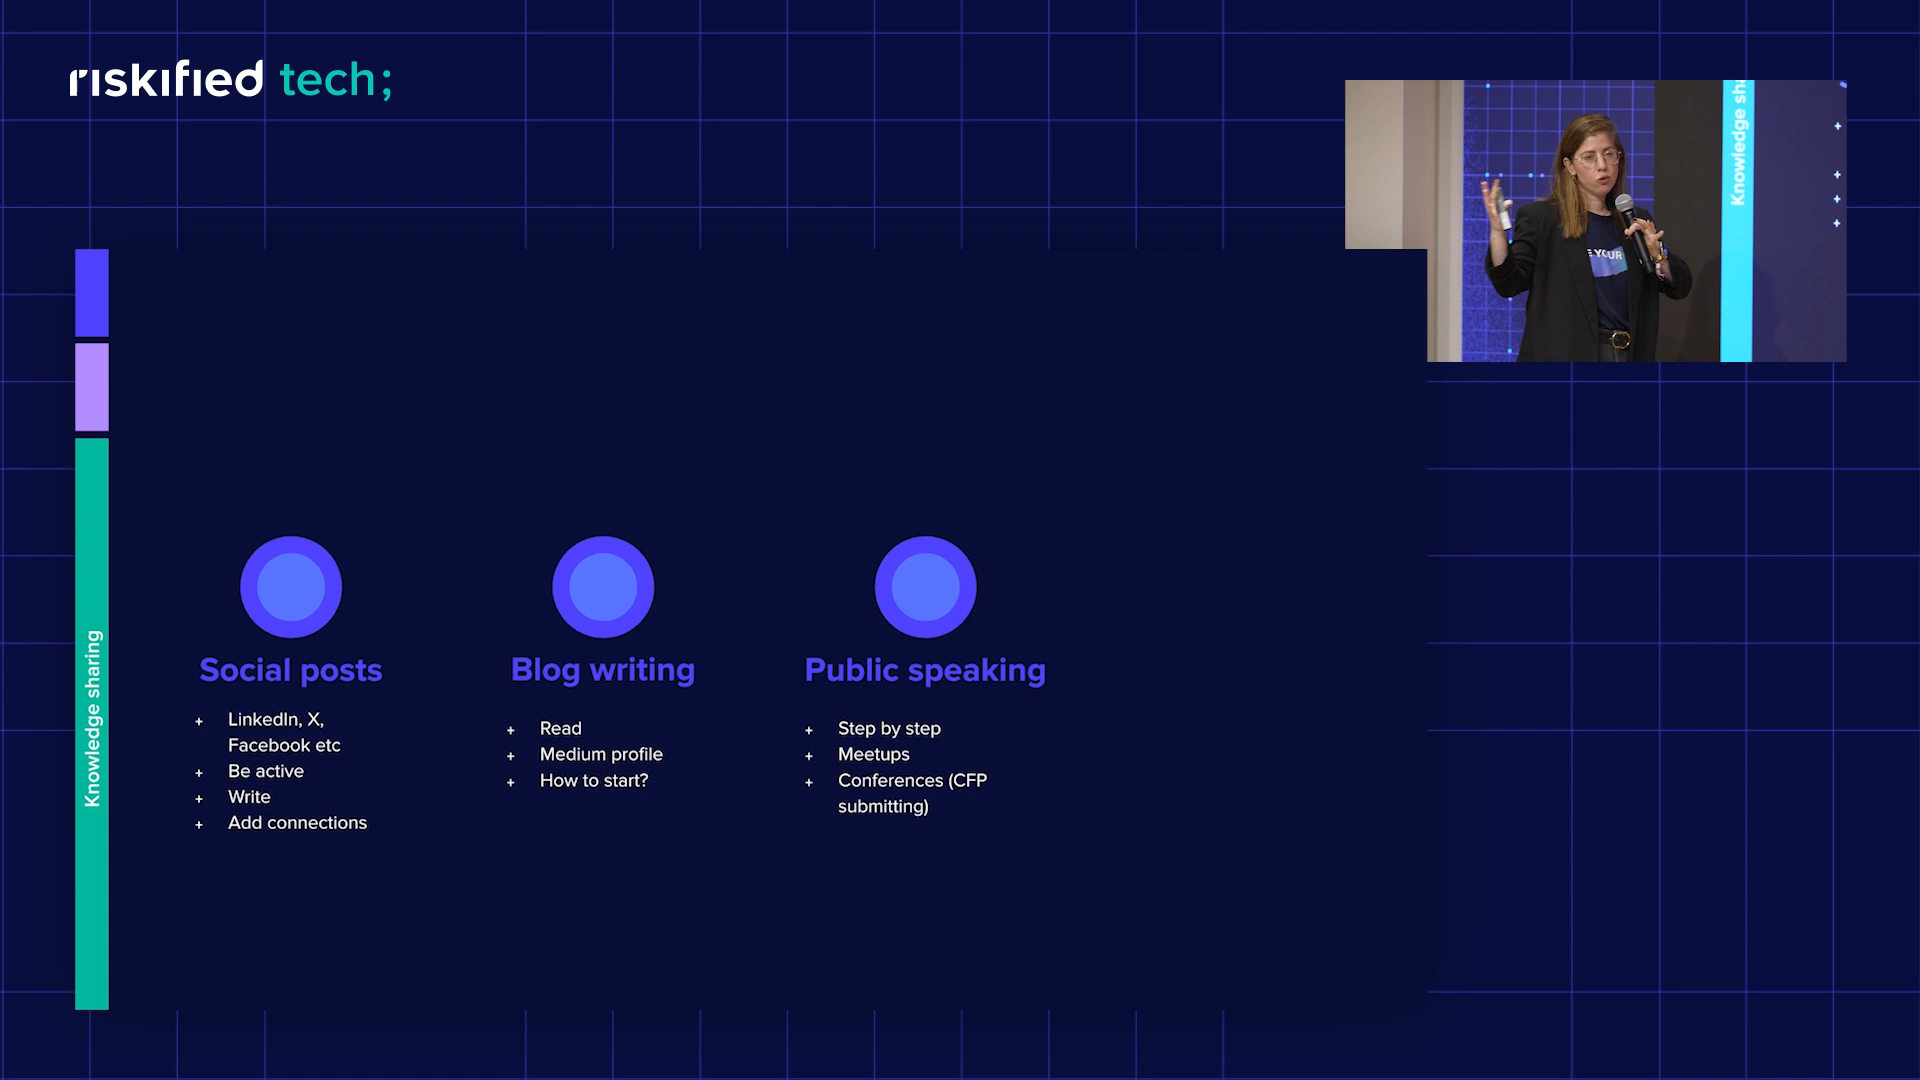 riskified tech;
Knowledge sharing
Social posts
+ LinkedIn, X,
Facebook etc
+ Be active
+ Write
+ Add connections
Blog writing
+ Read
+ Medium profile
+ How to start?
Public speaking
+ Step by step
+ Meetups
+ Conferences (CFP
submitting)
Knowledge sh
E YOUR